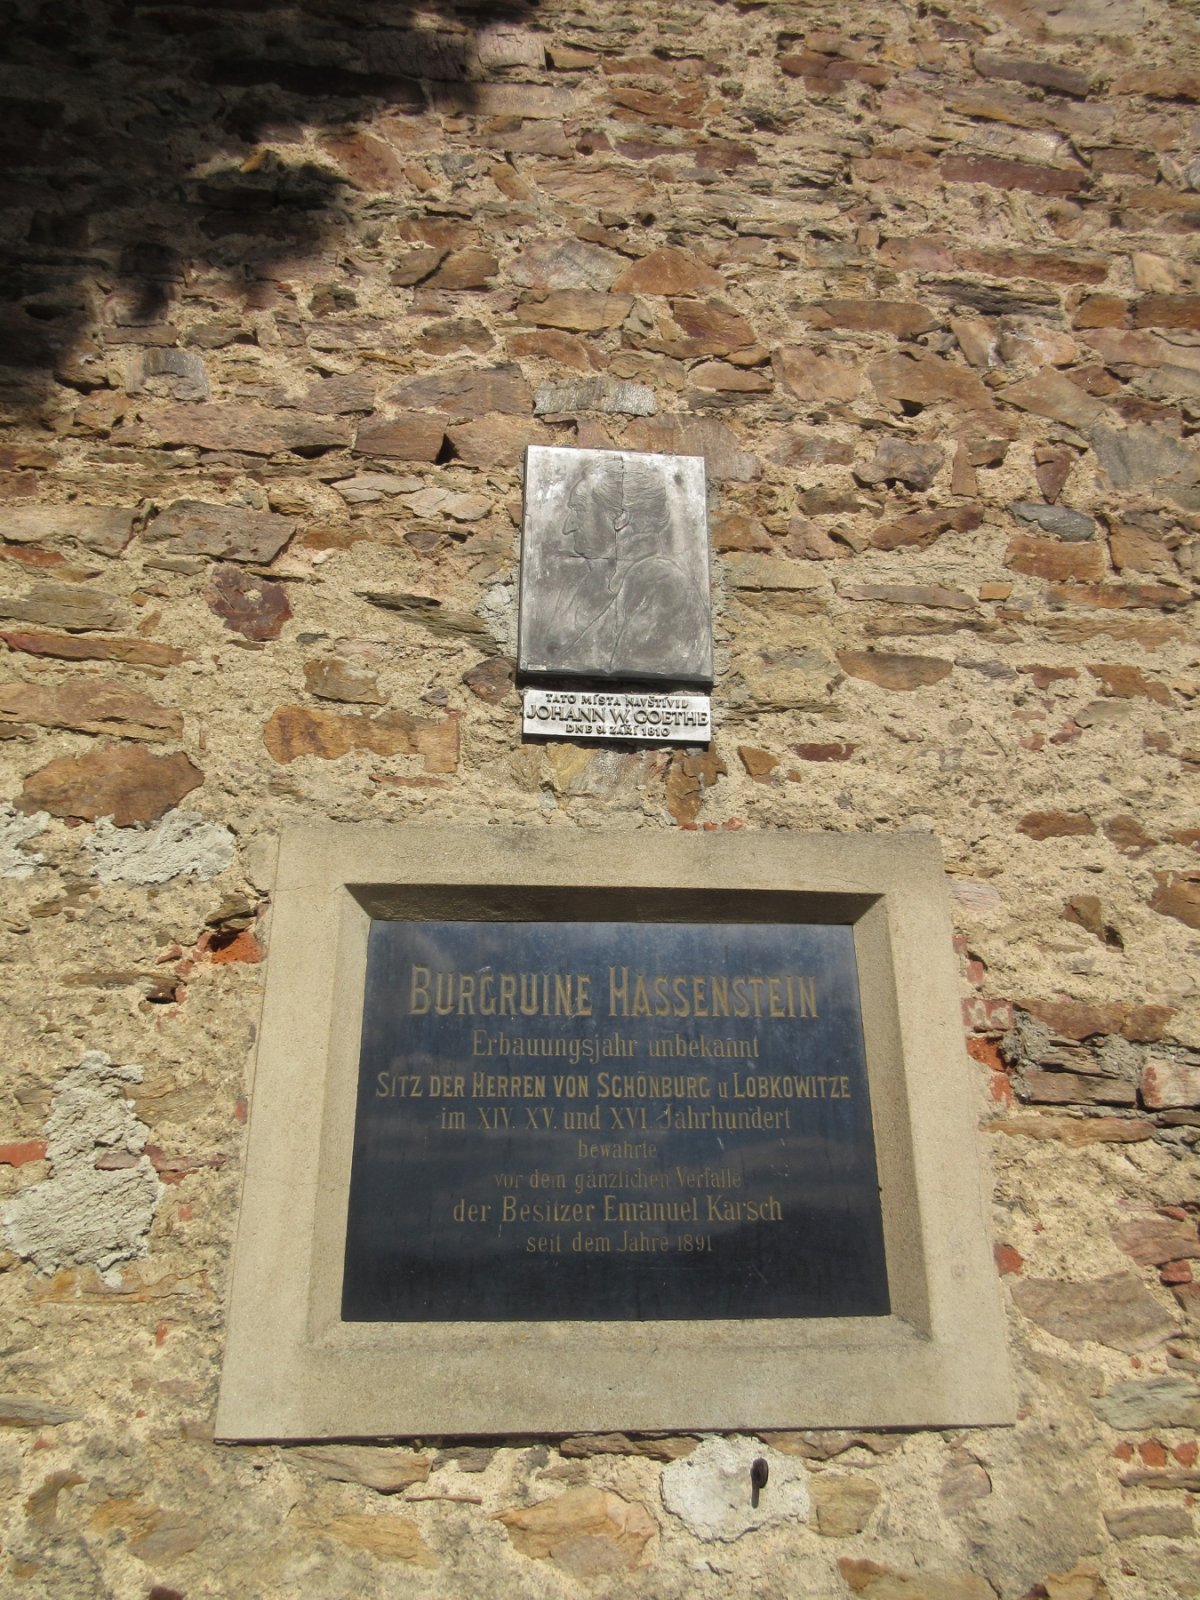 TATO MÍSTA NAVŠTÍVIL
JOHANN W. GOETHE
DNE 9. ZÁŘÍ 1810
BURGRUINE HASSENSTEIN
Erbauungsjahr unbekannt
SITZ DER HERREN VON SCHÖNBURG u LOBKOWITZE
im XIV. XV. und XVI. Jahrhundert
bewahrte
vor dem gänzlichen Verfalle
der Besitzer Emanuel Karsch
seit dem Jahre 1891